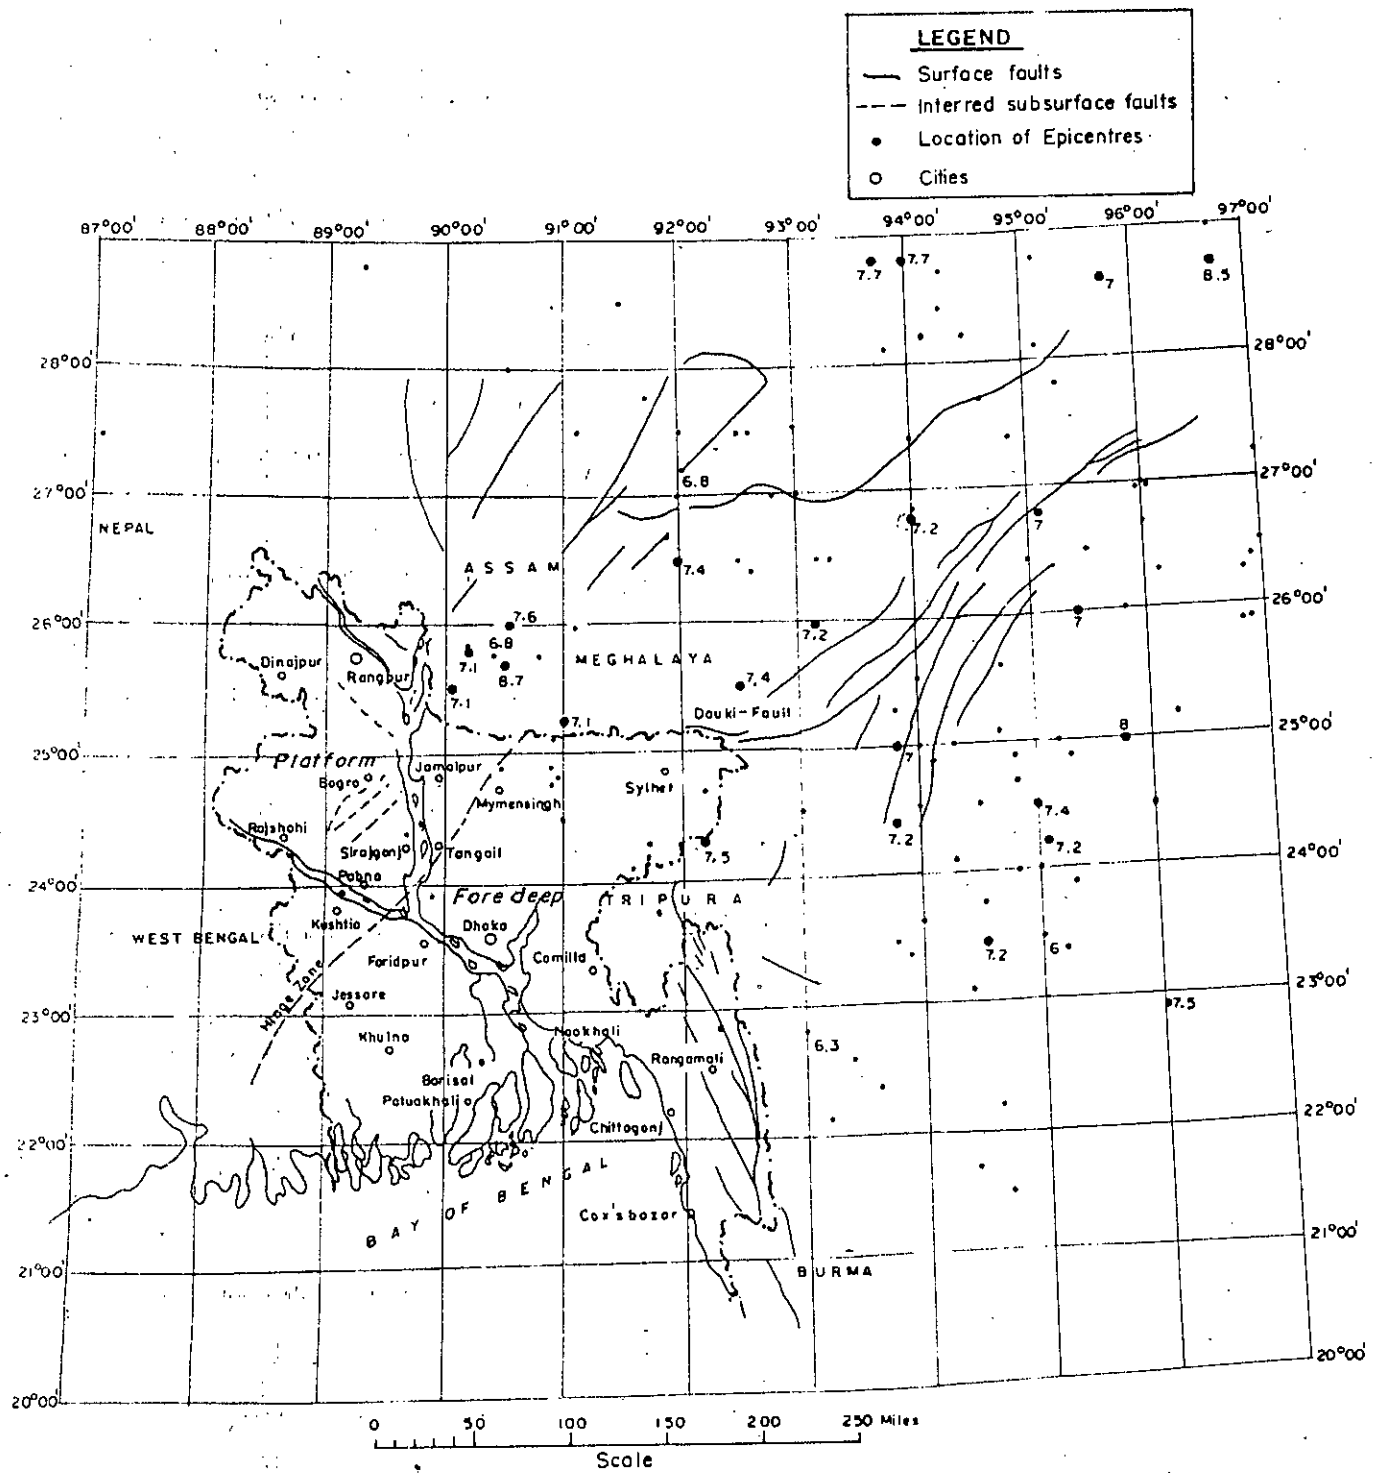 LEGEND
Surface faults
Interred subsurface faults
Location of Epicentres
Cities
87°00' 88°00' 89°00' 90°00' 91°00' 92°00' 93°00' 94°00' 95°00' 96°00' 97°00'
7.7 7.7 7 8.5
28°00' 28°00'
6.8
27°00' 27°00'
NEPAL
7.2 7
ASSAM
7.4
26°00' 26°00'
7.6
7.2 7
6.8
Dinajpur
7.1
MEGHALAYA
Rangpur
8.7
7.4
7.1
7.1
Dauki-Fault
8
25°00' 25°00'
Platform
7
Bogra
Jamalpur
Sylhet
Mymensingh
7.4
Rajshahi
7.2
7.2
Sirajganj
Tangail
7.5
24°00' 24°00'
Pabna
Fore deep
TRIPURA
Kushtia
Dhaka
WEST BENGAL
Faridpur
Comilla
7.2 6
Hinge Zone
Jessore
23°00' 23°00'
7.5
Khulna
Noakhali
6.3
Rangamati
Barisal
Patuakhali
Chittagonj
22°00' 22°00'
BAY OF BENGAL
Cox'sbazar
21°00' 21°00'
BURMA
20°00' 20°00'
0 50 100 150 200 250 Miles
Scale